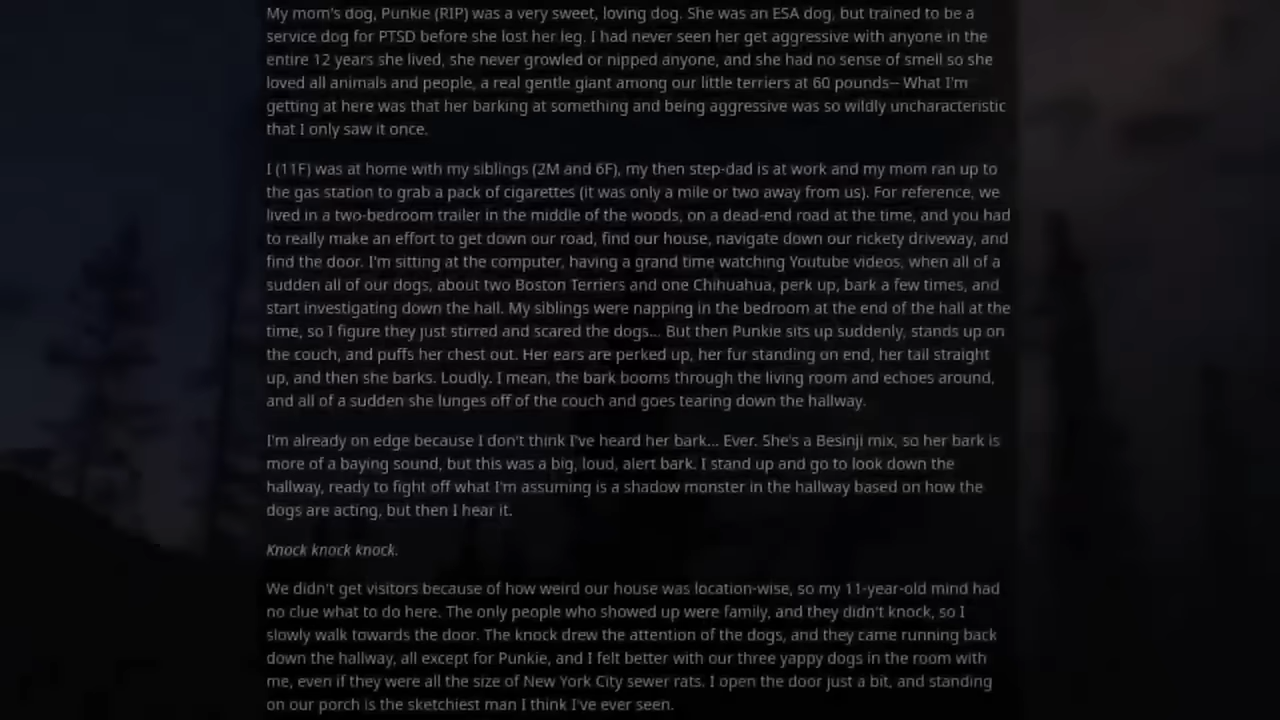 My mom's dog, Punkie (RIP) was a very sweet, loving dog. She was an ESA dog, but trained to be a
service dog for PTSD before she lost her leg. I had never seen her get aggressive with anyone in the
entire 12 years she lived, she never growled or nipped anyone, and she had no sense of smell so she
loved all animals and people, a real gentle giant among our little terriers at 60 pounds-- What I'm
getting at here was that her barking at something and being aggressive was so wildly uncharacteristic
that I only saw it once.
I (11F) was at home with my siblings (2M and 6F), my then step-dad is at work and my mom ran up to
the gas station to grab a pack of cigarettes (it was only a mile or two away from us). For reference, we
lived in a two-bedroom trailer in the middle of the woods, on a dead-end road at the time, and you had
to really make an effort to get down our road, find our house, navigate down our rickety driveway, and
find the door. I'm sitting at the computer, having a grand time watching Youtube videos, when all of a
sudden all of our dogs, about two Boston Terriers and one Chihuahua, perk up, bark a few times, and
start investigating down the hall. My siblings were napping in the bedroom at the end of the hall at the
time, so I figure they just stirred and scared the dogs... But then Punkie sits up suddenly, stands up on
the couch, and puffs her chest out. Her ears are perked up, her fur standing on end, her tail straight
up, and then she barks. Loudly. I mean, the bark booms through the living room and echoes around,
and all of a sudden she lunges off of the couch and goes tearing down the hallway.
I'm already on edge because I don't think I've heard her bark... Ever. She's a Besinji mix, so her bark is
more of a baying sound, but this was a big, loud, alert bark. I stand up and go to look down the
hallway, ready to fight off what I'm assuming is a shadow monster in the hallway based on how the
dogs are acting, but then I hear it.
Knock knock knock.
We didn't get visitors because of how weird our house was location-wise, so my 11-year-old mind had
no clue what to do here. The only people who showed up were family, and they didn't knock, so I
slowly walk towards the door. The knock drew the attention of the dogs, and they came running back
down the hallway, all except for Punkie, and I felt better with our three yappy dogs in the room with
me, even if they were all the size of New York City sewer rats. I open the door just a bit, and standing
on our porch is the sketchiest man I think I've ever seen.